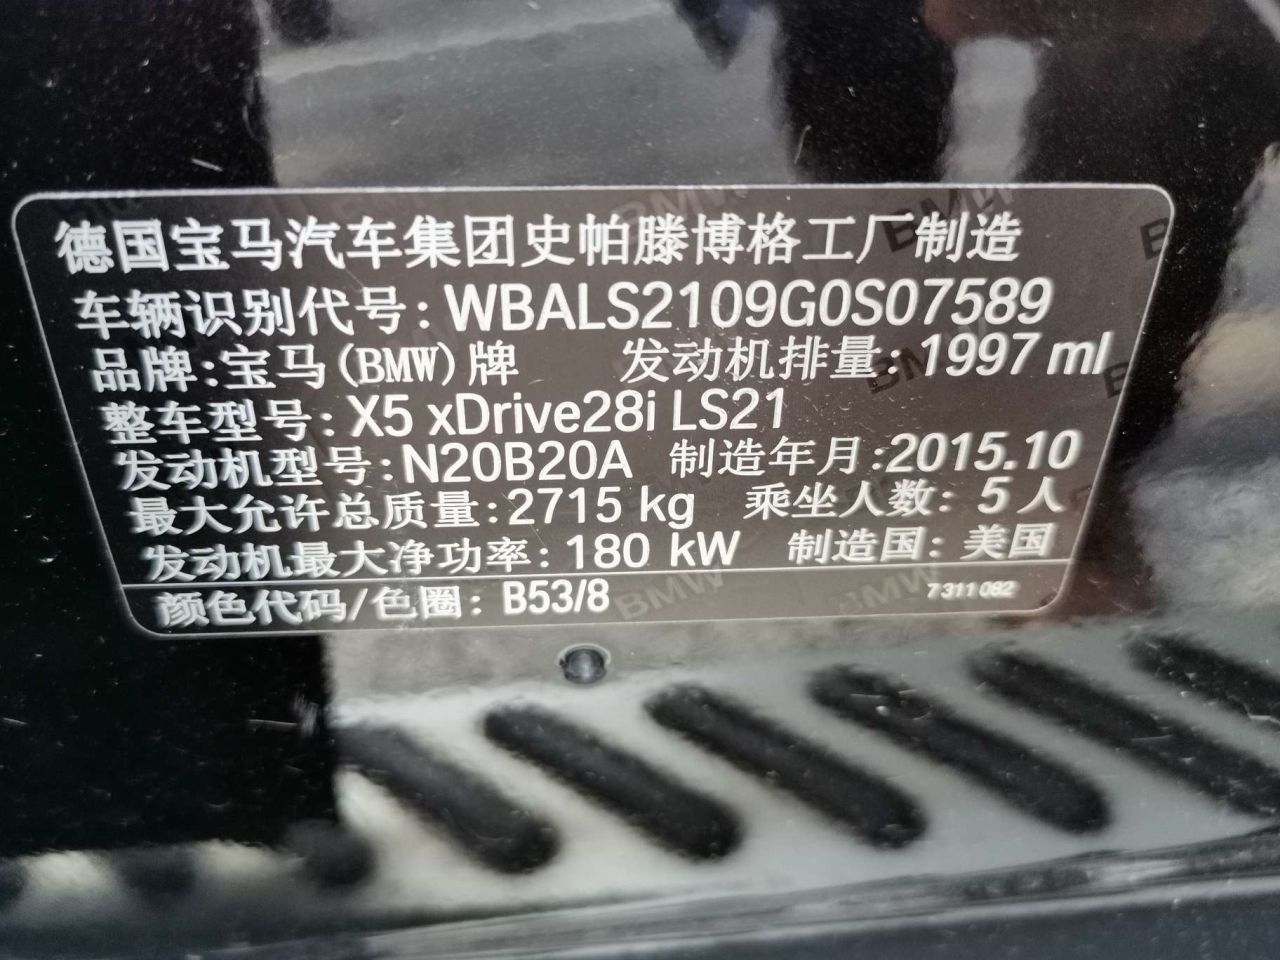 德国宝马汽车集团史帕滕博格工厂制造
车辆识别代号: WBALS2109G0S07589
品牌:宝马(BMW)牌 发动机排量: 1997 ml
整车型号: X5 xDrive28i LS21
发动机型号:N20B20A 制造年月:2015.10
最大允许总质量:2715 kg 乘坐人数: 5 人
发动机最大净功率: 180 kW 制造国: 美国
颜色代码/色圈: B53/8 7311082